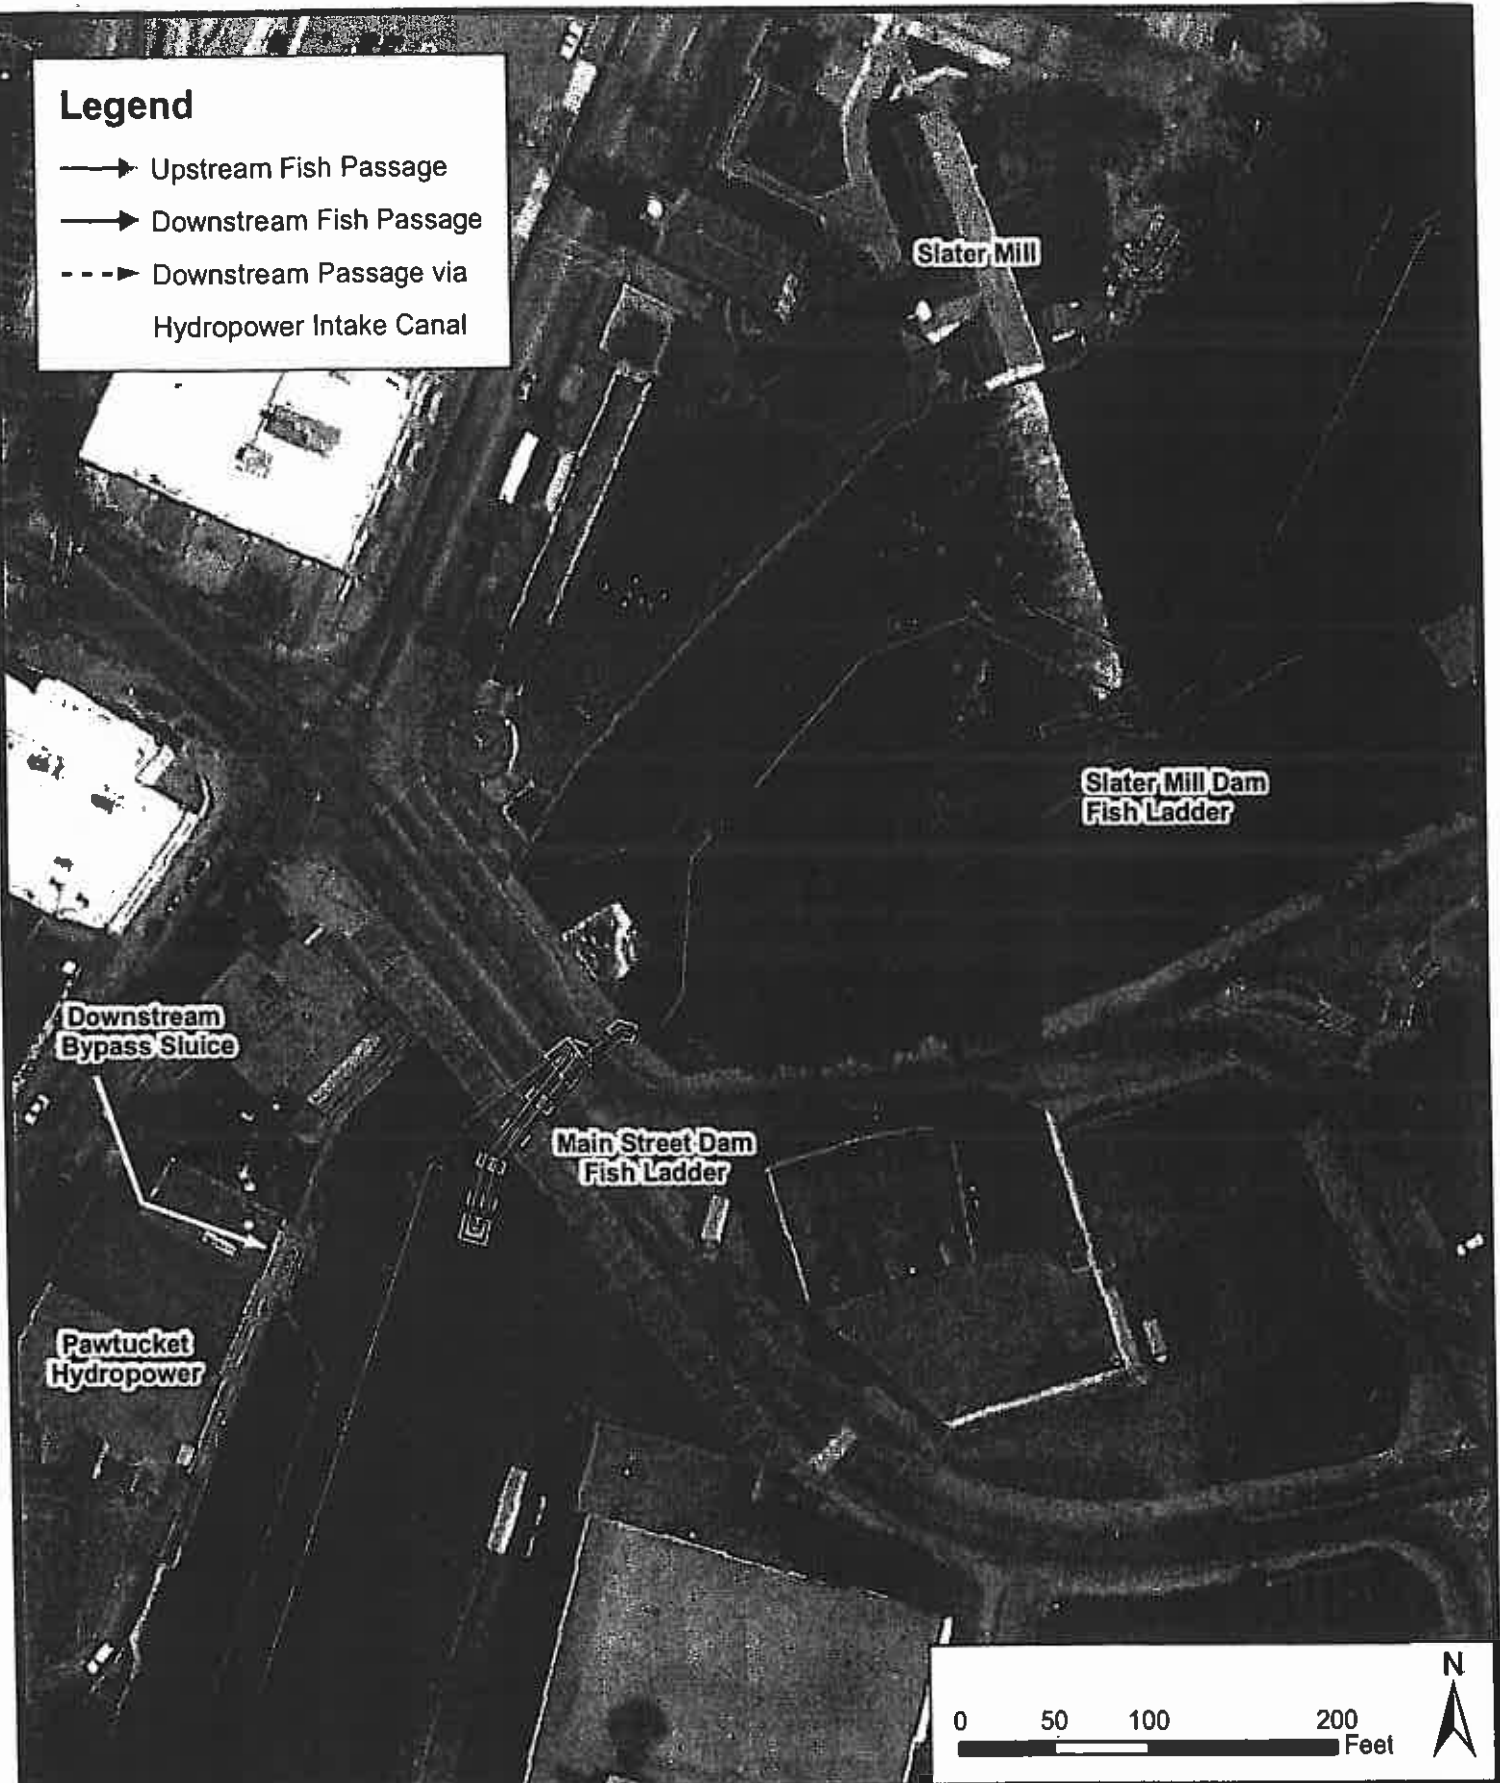 Legend
Upstream Fish Passage
Downstream Fish Passage
Downstream Passage via
Hydropower Intake Canal
Slater Mill
Slater Mill Dam
Fish Ladder
Downstream
Bypass Sluice
Main Street Dam
Fish Ladder
Pawtucket
Hydropower
N
0 50 100 200
Feet